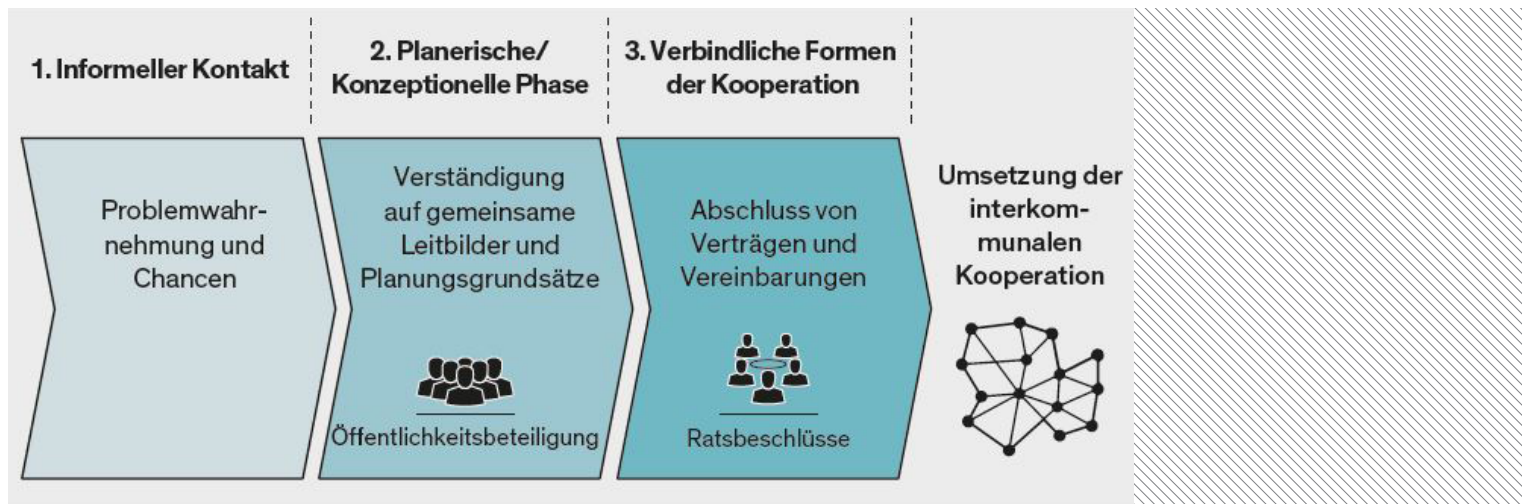 1. Informeller Kontakt
2. Planerische/
Konzeptionelle Phase
3. Verbindliche Formen
der Kooperation
Problemwahr-
nehmung und
Chancen
Verständigung
auf gemeinsame
Leitbilder und
Planungsgrundsätze
Öffentlichkeitsbeteiligung
Abschluss von
Verträgen und
Vereinbarungen
Ratsbeschlüsse
Umsetzung der
interkom-
munalen
Kooperation